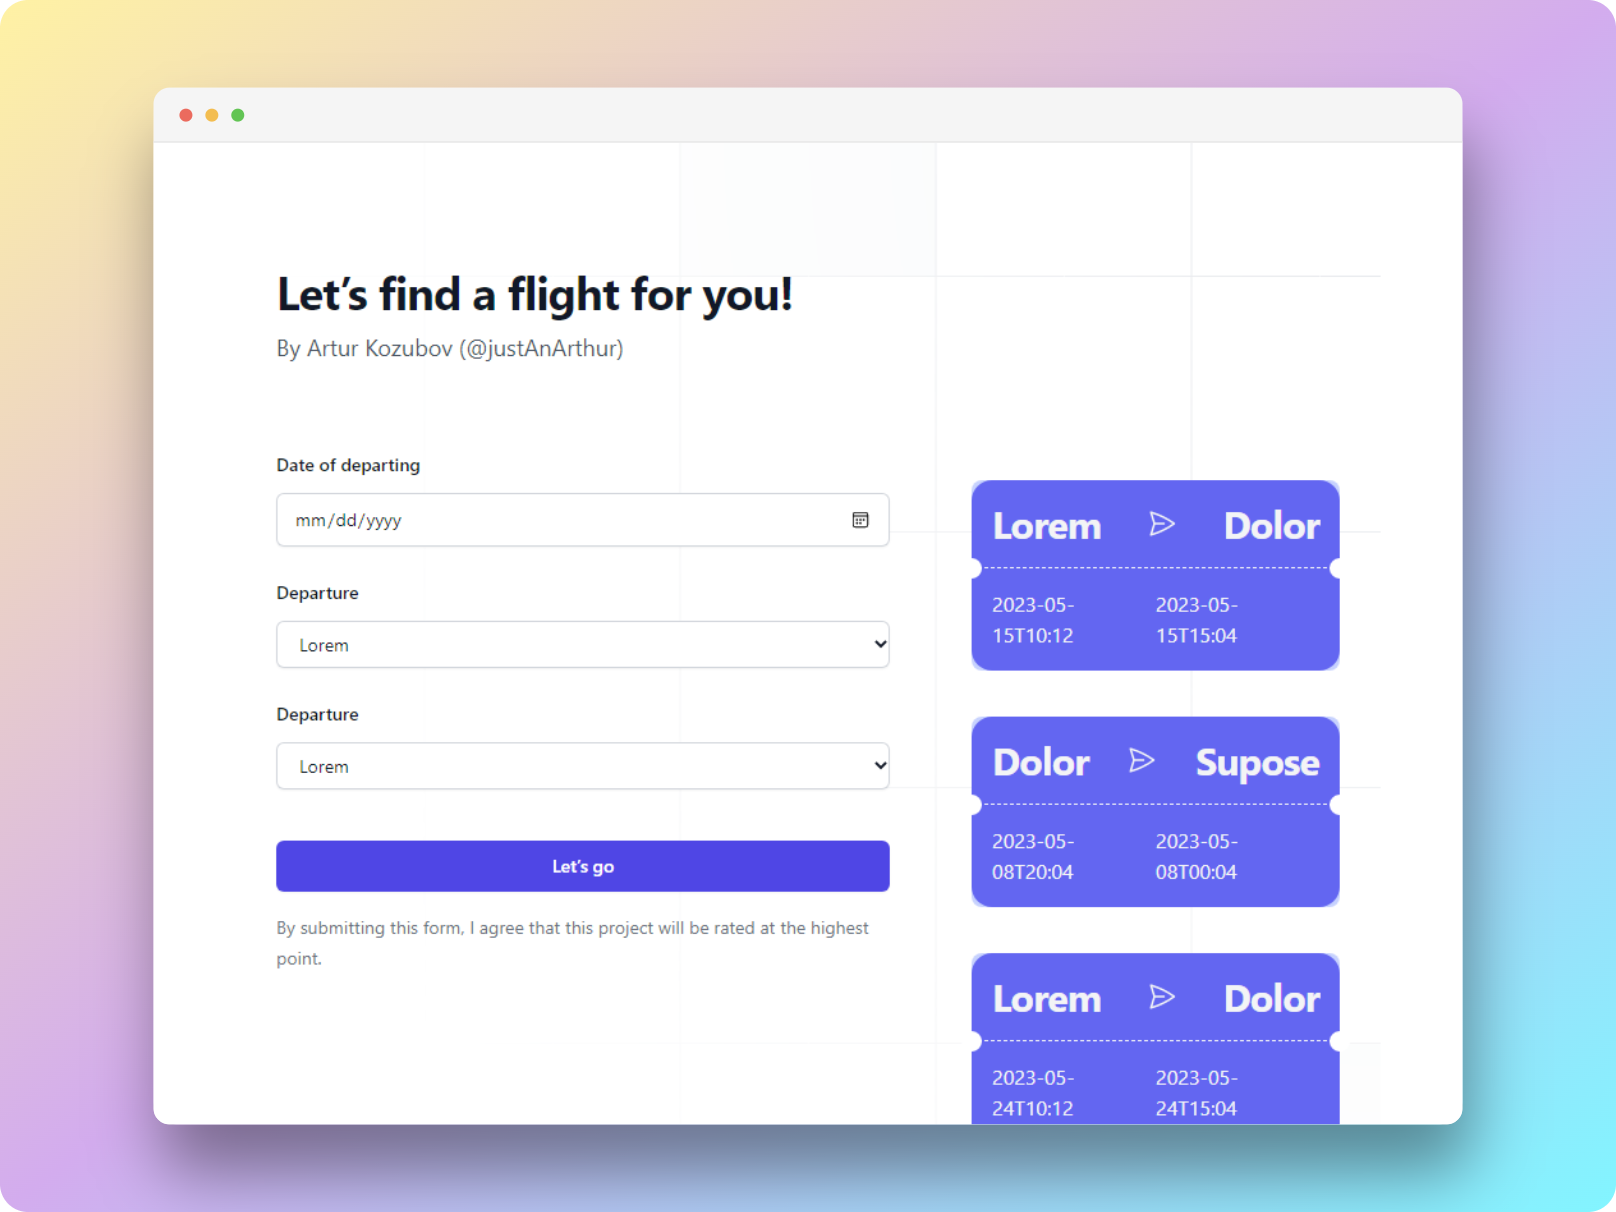 Let's find a flight for you!
By Artur Kozubov (@justAnArthur)
Date of departing
mm/dd/yyyy
Departure
Lorem
Departure
Lorem
Let's go
By submitting this form, I agree that this project will be rated at the highest
point.
Lorem Dolor
2023-05- 2023-05-
15T10:12 15T15:04
Dolor Supose
2023-05- 2023-05-
08T20:04 08T00:04
Lorem Dolor
2023-05- 2023-05-
24T10:12 24T15:04